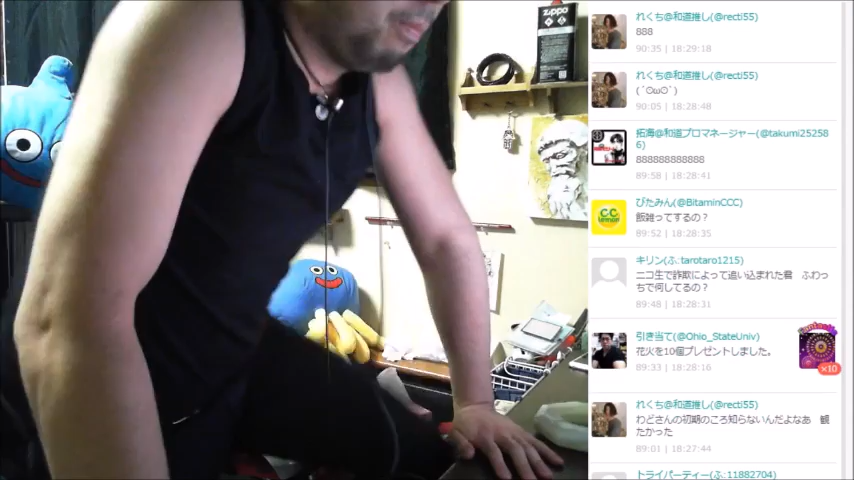 zippo
れくち@和道推し(@recti55)
888
90:35 | 18:29:18
れくち@和道推し(@recti55)
(´OωO`)
90:05 | 18:28:48
拓海@和道プロマネージャー(@takumi252586)
888888888888
89:58 | 18:28:41
びたみん(@BitaminCCC)
飯雑ってするの？
89:52 | 18:28:35
キリン(ふ:tarotaro1215)
ニコ生で詐欺によって追い込まれた君　ふわっちで何してるの？
89:48 | 18:28:31
引き当て(@Ohio_StateUniv)
花火を10個プレゼントしました。
Fantastic
×10
89:33 | 18:28:16
れくち@和道推し(@recti55)
わどさんの初期のころ知らないんだよなあ　観たかった
89:01 | 18:27:44
トライパーティー(ふ:11882704)